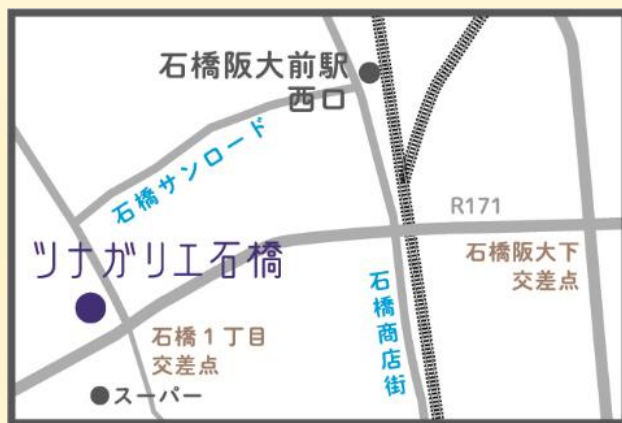 石橋阪大前駅
西口
石橋サンロード
R171
ツナガリエ石橋
石橋阪大下
交差点
石橋商店街
石橋１丁目
交差点
スーパー